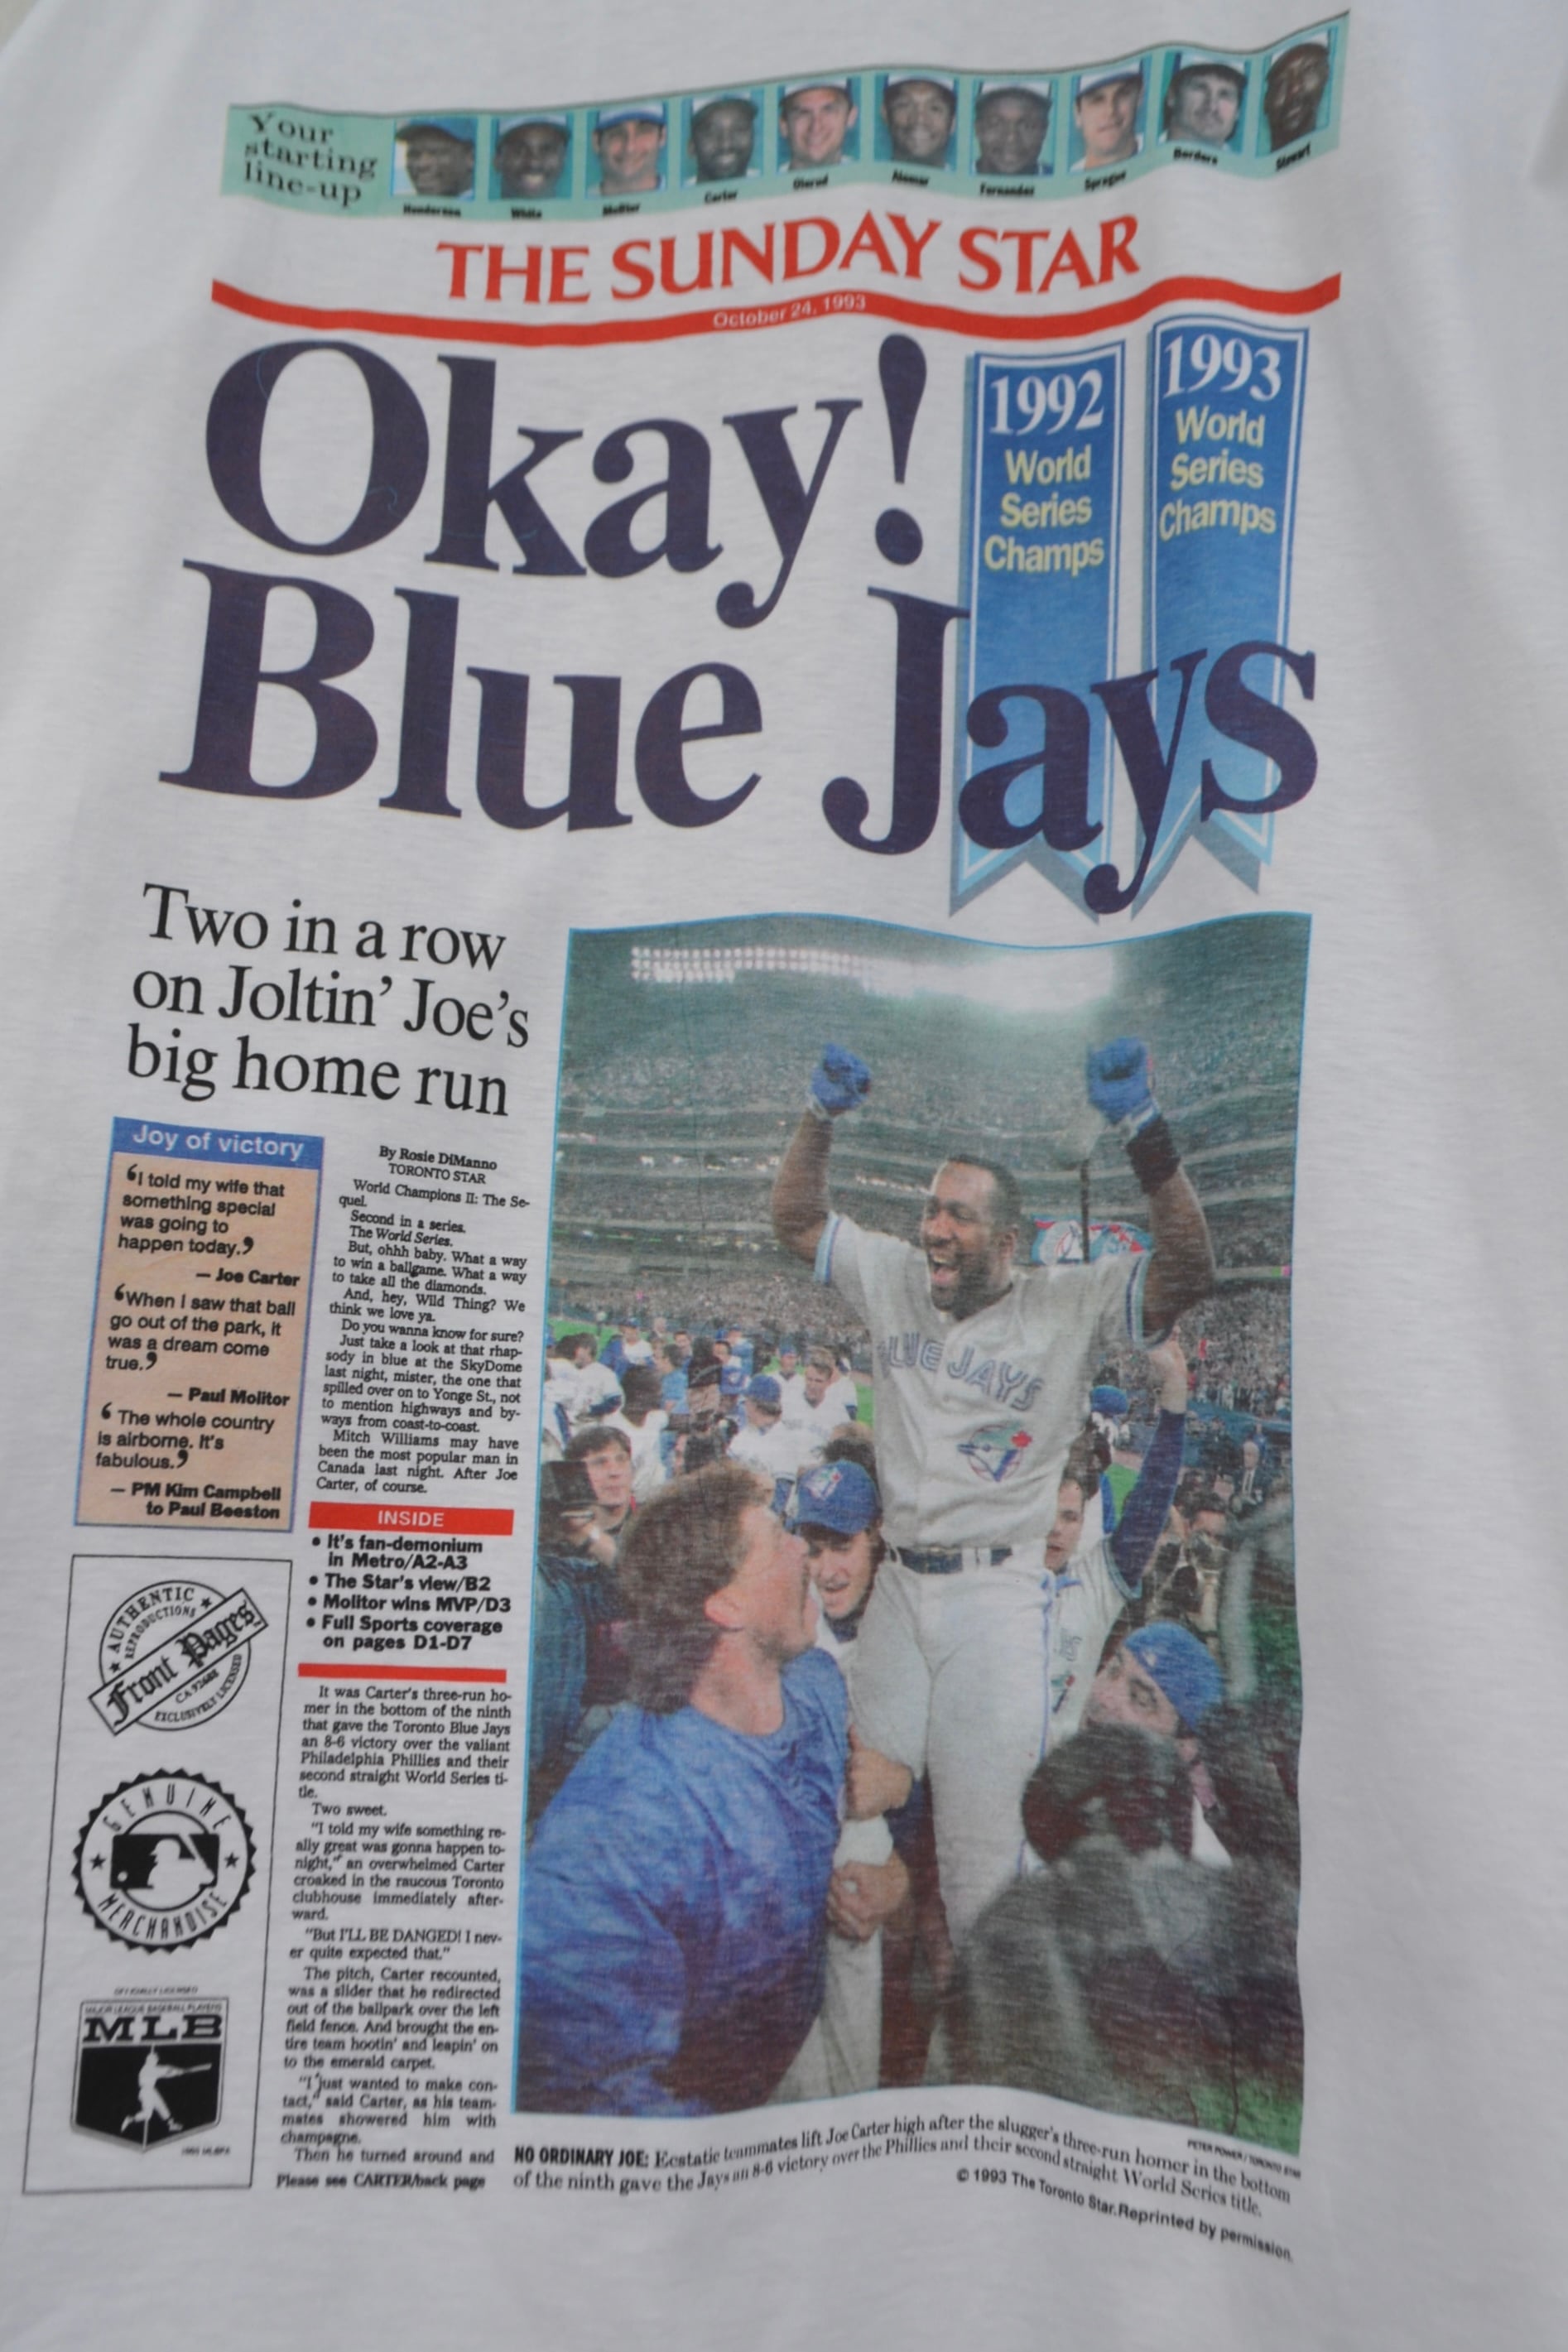 Your
starting
line-up
Henderson
White
Molitor
Carter
Olerud
Alomar
Fernandez
Sprague
Borders
Stewart
THE SUNDAY STAR
October 24, 1993
Okay!
Blue Jays
1992
World
Series
Champs
1993
World
Series
Champs
Two in a row
on Joltin' Joe's
big home run
Joy of victory
‘I told my wife that
something special
was going to
happen today.’
— Joe Carter
‘When I saw that ball
go out of the park, it
was a dream come
true.’
— Paul Molitor
‘The whole country
is airborne. It's
fabulous.’
— PM Kim Campbell
to Paul Beeston
AUTHENTIC
REPRODUCTIONS
Front Pages
CA 92688
EXCLUSIVELY LICENSED
GENUINE
MERCHANDISE
OFFICIALLY LICENSED
MAJOR LEAGUE BASEBALL PLAYERS
MLB
By Rosie DiManno
TORONTO STAR
World Champions II: The Se-
quel.
Second in a series.
The World Series.
But, ohhh baby. What a way
to win a ballgame. What a way
to take all the diamonds.
And, hey, Wild Thing? We
think we love ya.
Do you wanna know for sure?
Just take a look at that rhap-
sody in blue at the SkyDome
last night, mister, the one that
spilled over on to Yonge St., not
to mention highways and by-
ways from coast-to-coast.
Mitch Williams may have
been the most popular man in
Canada last night. After Joe
Carter, of course.
INSIDE
• It's fan-demonium
in Metro/A2-A3
• The Star's view/B2
• Molitor wins MVP/D3
• Full Sports coverage
on pages D1-D7
It was Carter's three-run ho-
mer in the bottom of the ninth
that gave the Toronto Blue Jays
an 8-6 victory over the valiant
Philadelphia Phillies and their
second straight World Series ti-
tle.
Two sweet.
"I told my wife something re-
ally great was gonna happen to-
night," an overwhelmed Carter
croaked in the raucous Toronto
clubhouse immediately after-
ward.
"But I'LL BE DANGED! I nev-
er quite expected that."
The pitch, Carter recounted,
was a slider that he redirected
out of the ballpark over the left
field fence. And brought the en-
tire team hootin' and leapin' on
to the emerald carpet.
"I just wanted to make con-
tact," said Carter, as his team-
mates showered him with
champagne.
Then he turned around and
Please see CARTER/back page
BLUE JAYS
PETER POWER / TORONTO STAR
NO ORDINARY JOE: Ecstatic teammates lift Joe Carter high after the slugger's three-run homer in the bottom
of the ninth gave the Jays an 8-6 victory over the Phillies and their second straight World Series title.
© 1993 The Toronto Star. Reprinted by permission.